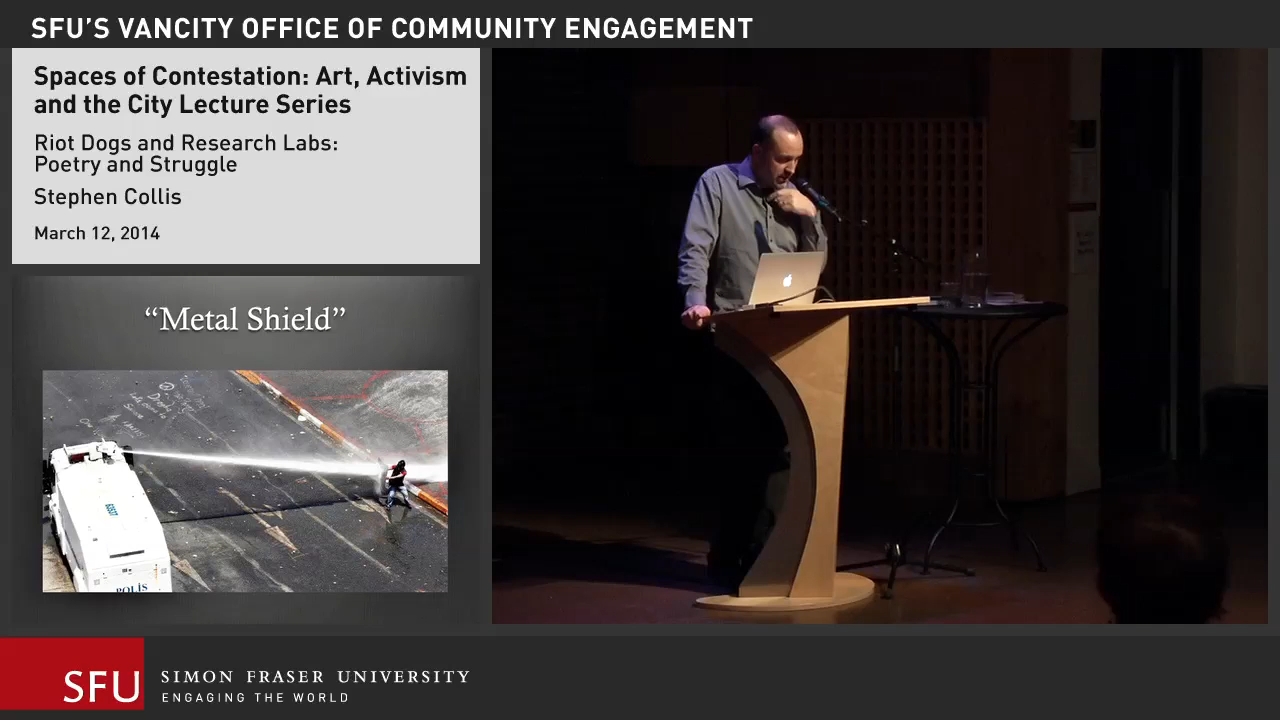 SFU'S VANCITY OFFICE OF COMMUNITY ENGAGEMENT
Spaces of Contestation: Art, Activism
and the City Lecture Series
Riot Dogs and Research Labs:
Poetry and Struggle
Stephen Collis
March 12, 2014
“Metal Shield”
POLİS
SFU
SIMON FRASER UNIVERSITY
ENGAGING THE WORLD